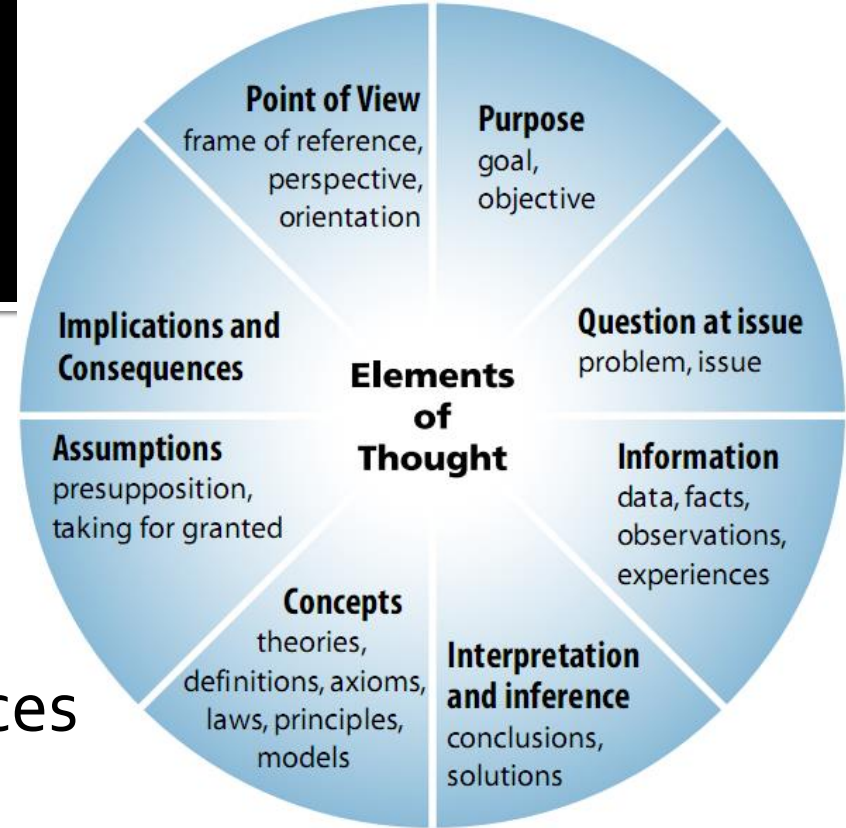 Point of View
frame of reference,
perspective,
orientation
Purpose
goal,
objective
Question at issue
problem, issue
Information
data, facts,
observations,
experiences
Interpretation
and inference
conclusions,
solutions
Concepts
theories,
definitions, axioms,
laws, principles,
models
Assumptions
presupposition,
taking for granted
Implications and
Consequences
Elements
of
Thought
ces